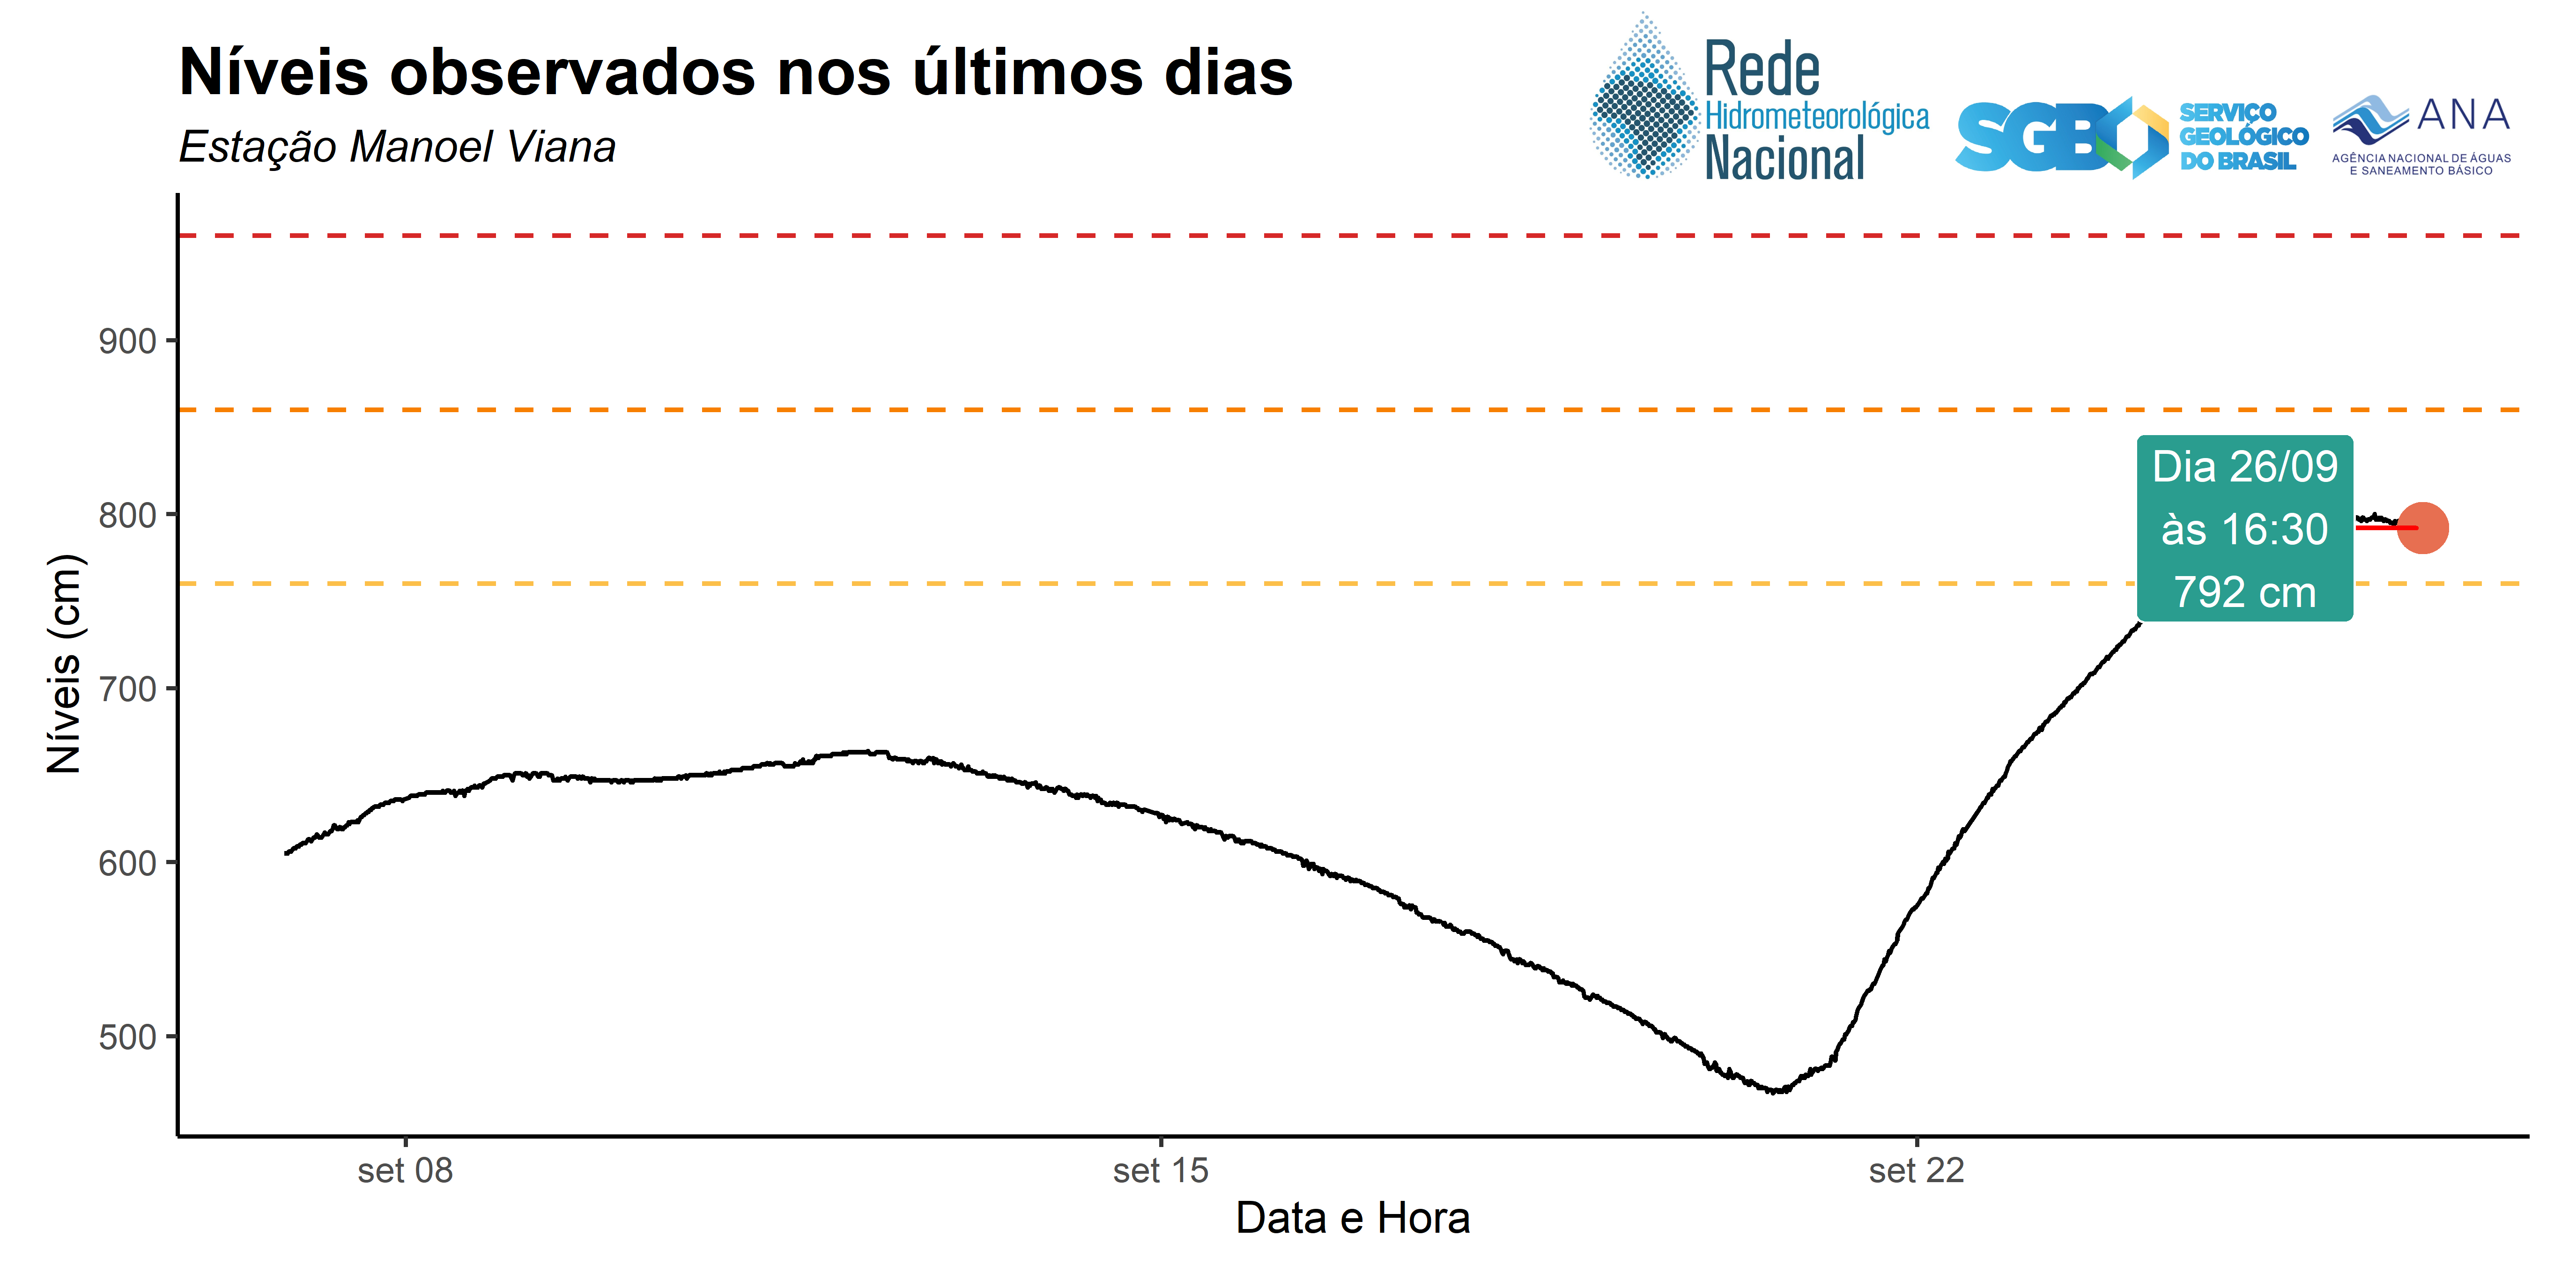 Níveis observados nos últimos dias
Estação Manoel Viana
Rede
Hidrometeorológica
Nacional
SGB
SERVIÇO
GEOLÓGICO
DO BRASIL
ANA
AGÊNCIA NACIONAL DE ÁGUAS
E SANEAMENTO BÁSICO
Níveis (cm)
900
800
700
600
500
Dia 26/09
às 16:30
792 cm
set 08
set 15
set 22
Data e Hora